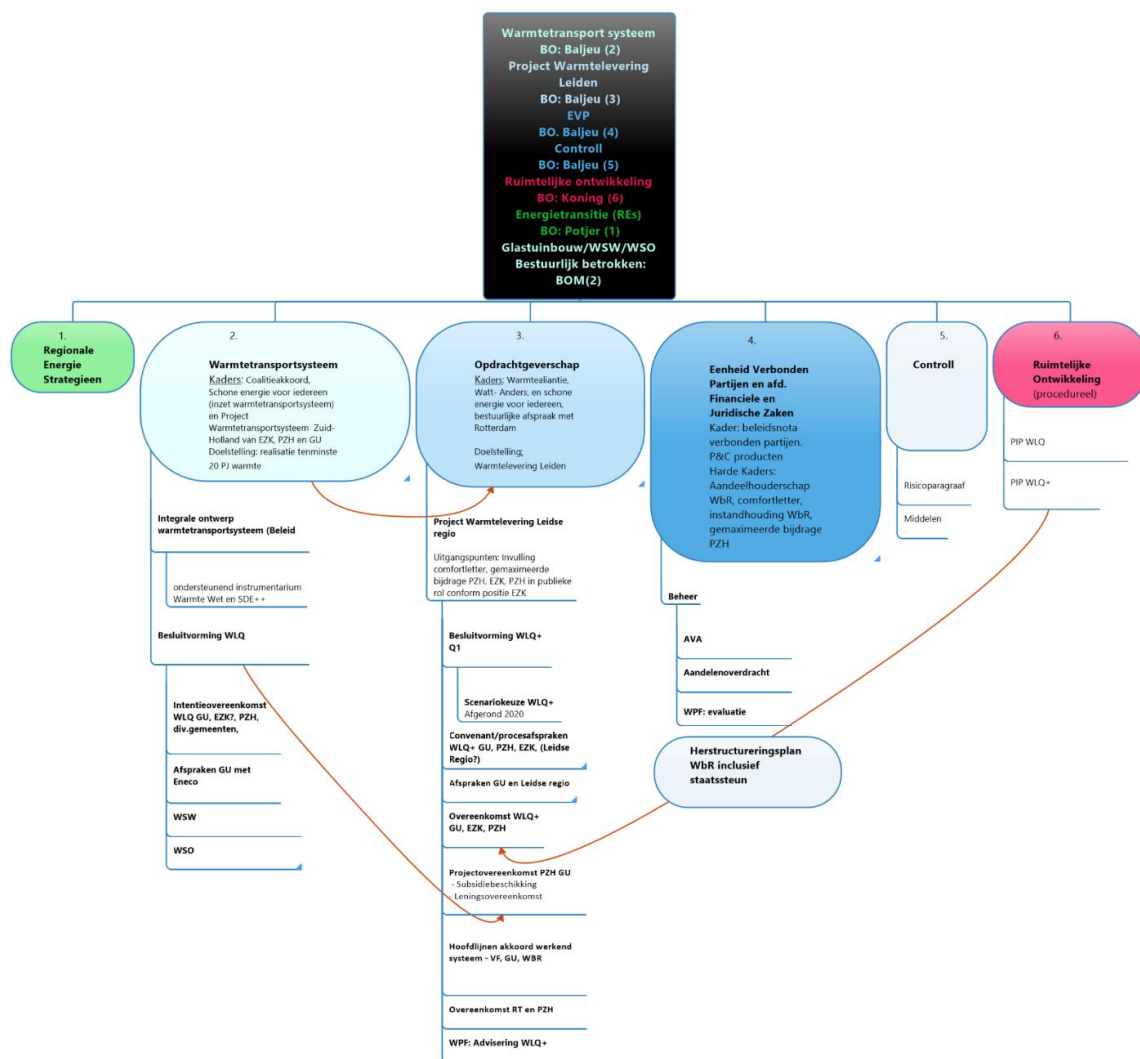 Warmtetransport systeem
BO: Baljeu (2)
Project Warmtelevering
Leiden
BO: Baljeu (3)
EVP
BO. Baljeu (4)
Controll
BO: Baljeu (5)
Ruimtelijke ontwikkeling
BO: Koning (6)
Energietransitie (REs)
BO: Potjer (1)
Glastuinbouw/WSW/WSO
Bestuurlijk betrokken:
BOM(2)
1.
Regionale
Energie
Strategieen
2.
Warmtetransportsysteem
Kaders: Coalitieakkoord,
Schone energie voor iedereen
(inzet warmtetransportsysteem)
en Project
Warmtetransportsysteem Zuid-
Holland van EZK, PZH en GU
Doelstelling: realisatie tenminste
20 PJ warmte
Integrale ontwerp
warmtetransportsysteem (Beleid
ondersteunend instrumentarium
Warmte Wet en SDE++
Besluitvorming WLQ
Intentieovereenkomst
WLQ GU, EZK?, PZH,
div.gemeenten,
Afspraken GU met
Eneco
WSW
WSO
3.
Opdrachtgeverschap
Kaders: Warmtealiantie,
Watt- Anders, en schone
energie voor iedereen,
bestuurlijke afspraak met
Rotterdam
Doelstelling;
Warmtelevering Leiden
Project Warmtelevering Leidse
regio
Uitgangspunten: Invulling
comfortletter, gemaximeerde
bijdrage PZH, EZK, PZH in publieke
rol conform positie EZK
Besluitvorming WLQ+
Q1
Scenariokeuze WLQ+
Afgerond 2020
Convenant/procesafspraken
WLQ+ GU, PZH, EZK, (Leidse
Regio?)
Afspraken GU en Leidse regio
Overeenkomst WLQ+
GU, EZK, PZH
Projectovereenkomst PZH GU
- Subsidiebeschikking
- Leningsovereenkomst
Hoofdlijnen akkoord werkend
systeem - VF, GU, WBR
Overeenkomst RT en PZH
WPF: Advisering WLQ+
4.
Eenheid Verbonden
Partijen en afd.
Financiele en
Juridische Zaken
Kader: beleidsnota
verbonden partijen.
P&C producten
Harde Kaders:
Aandeelhouderschap
WbR, comfortletter,
instandhouding WbR,
gemaximeerde bijdrage
PZH
Beheer
AVA
Aandelenoverdracht
WPF: evaluatie
Herstructureringsplan
WbR inclusief
staatssteun
5.
Controll
Risicoparagraaf
Middelen
6.
Ruimtelijke
Ontwikkeling
(procedureel)
PIP WLQ
PIP WLQ+